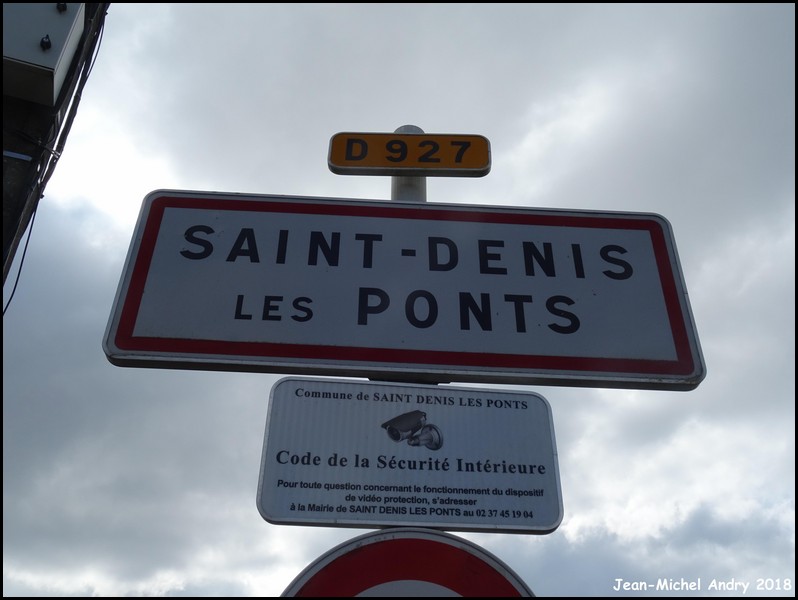 D 927
SAINT-DENIS
LES PONTS
Commune de SAINT DENIS LES PONTS
Code de la Sécurité Intérieure
Pour toute question concernant le fonctionnement du dispositif
de vidéo protection, s'adresser
à la Mairie de SAINT DENIS LES PONTS au 02 37 45 19 04
Jean-Michel Andry 2018